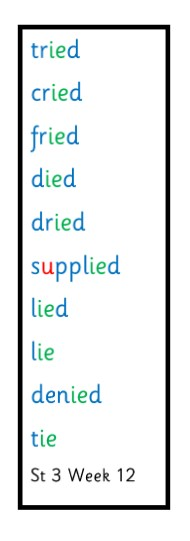 tried
cried
fried
died
dried
supplied
lied
lie
denied
tie
St 3 Week 12